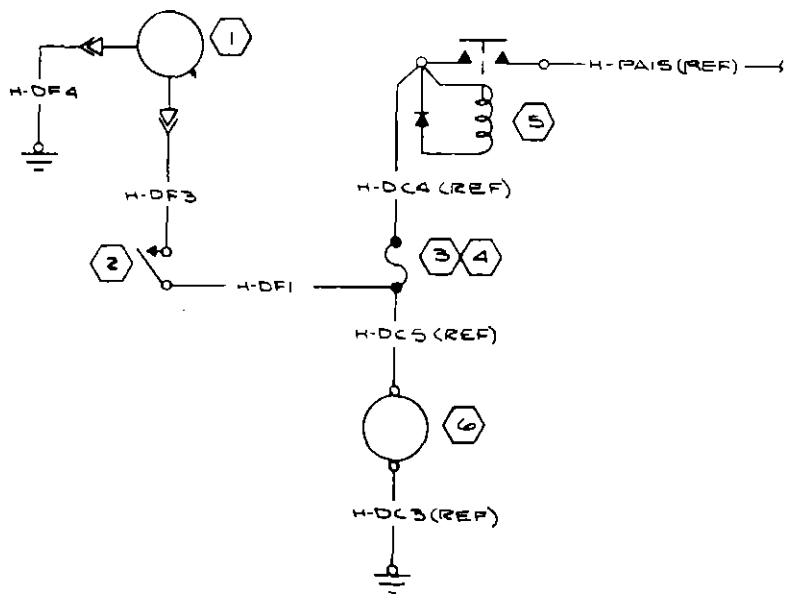 1
H-DF4
H-PA15(REF)
5
H-DC4(REF)
H-DF3
2
3
4
H-DF1
H-DC5(REF)
6
H-DC3(REF)